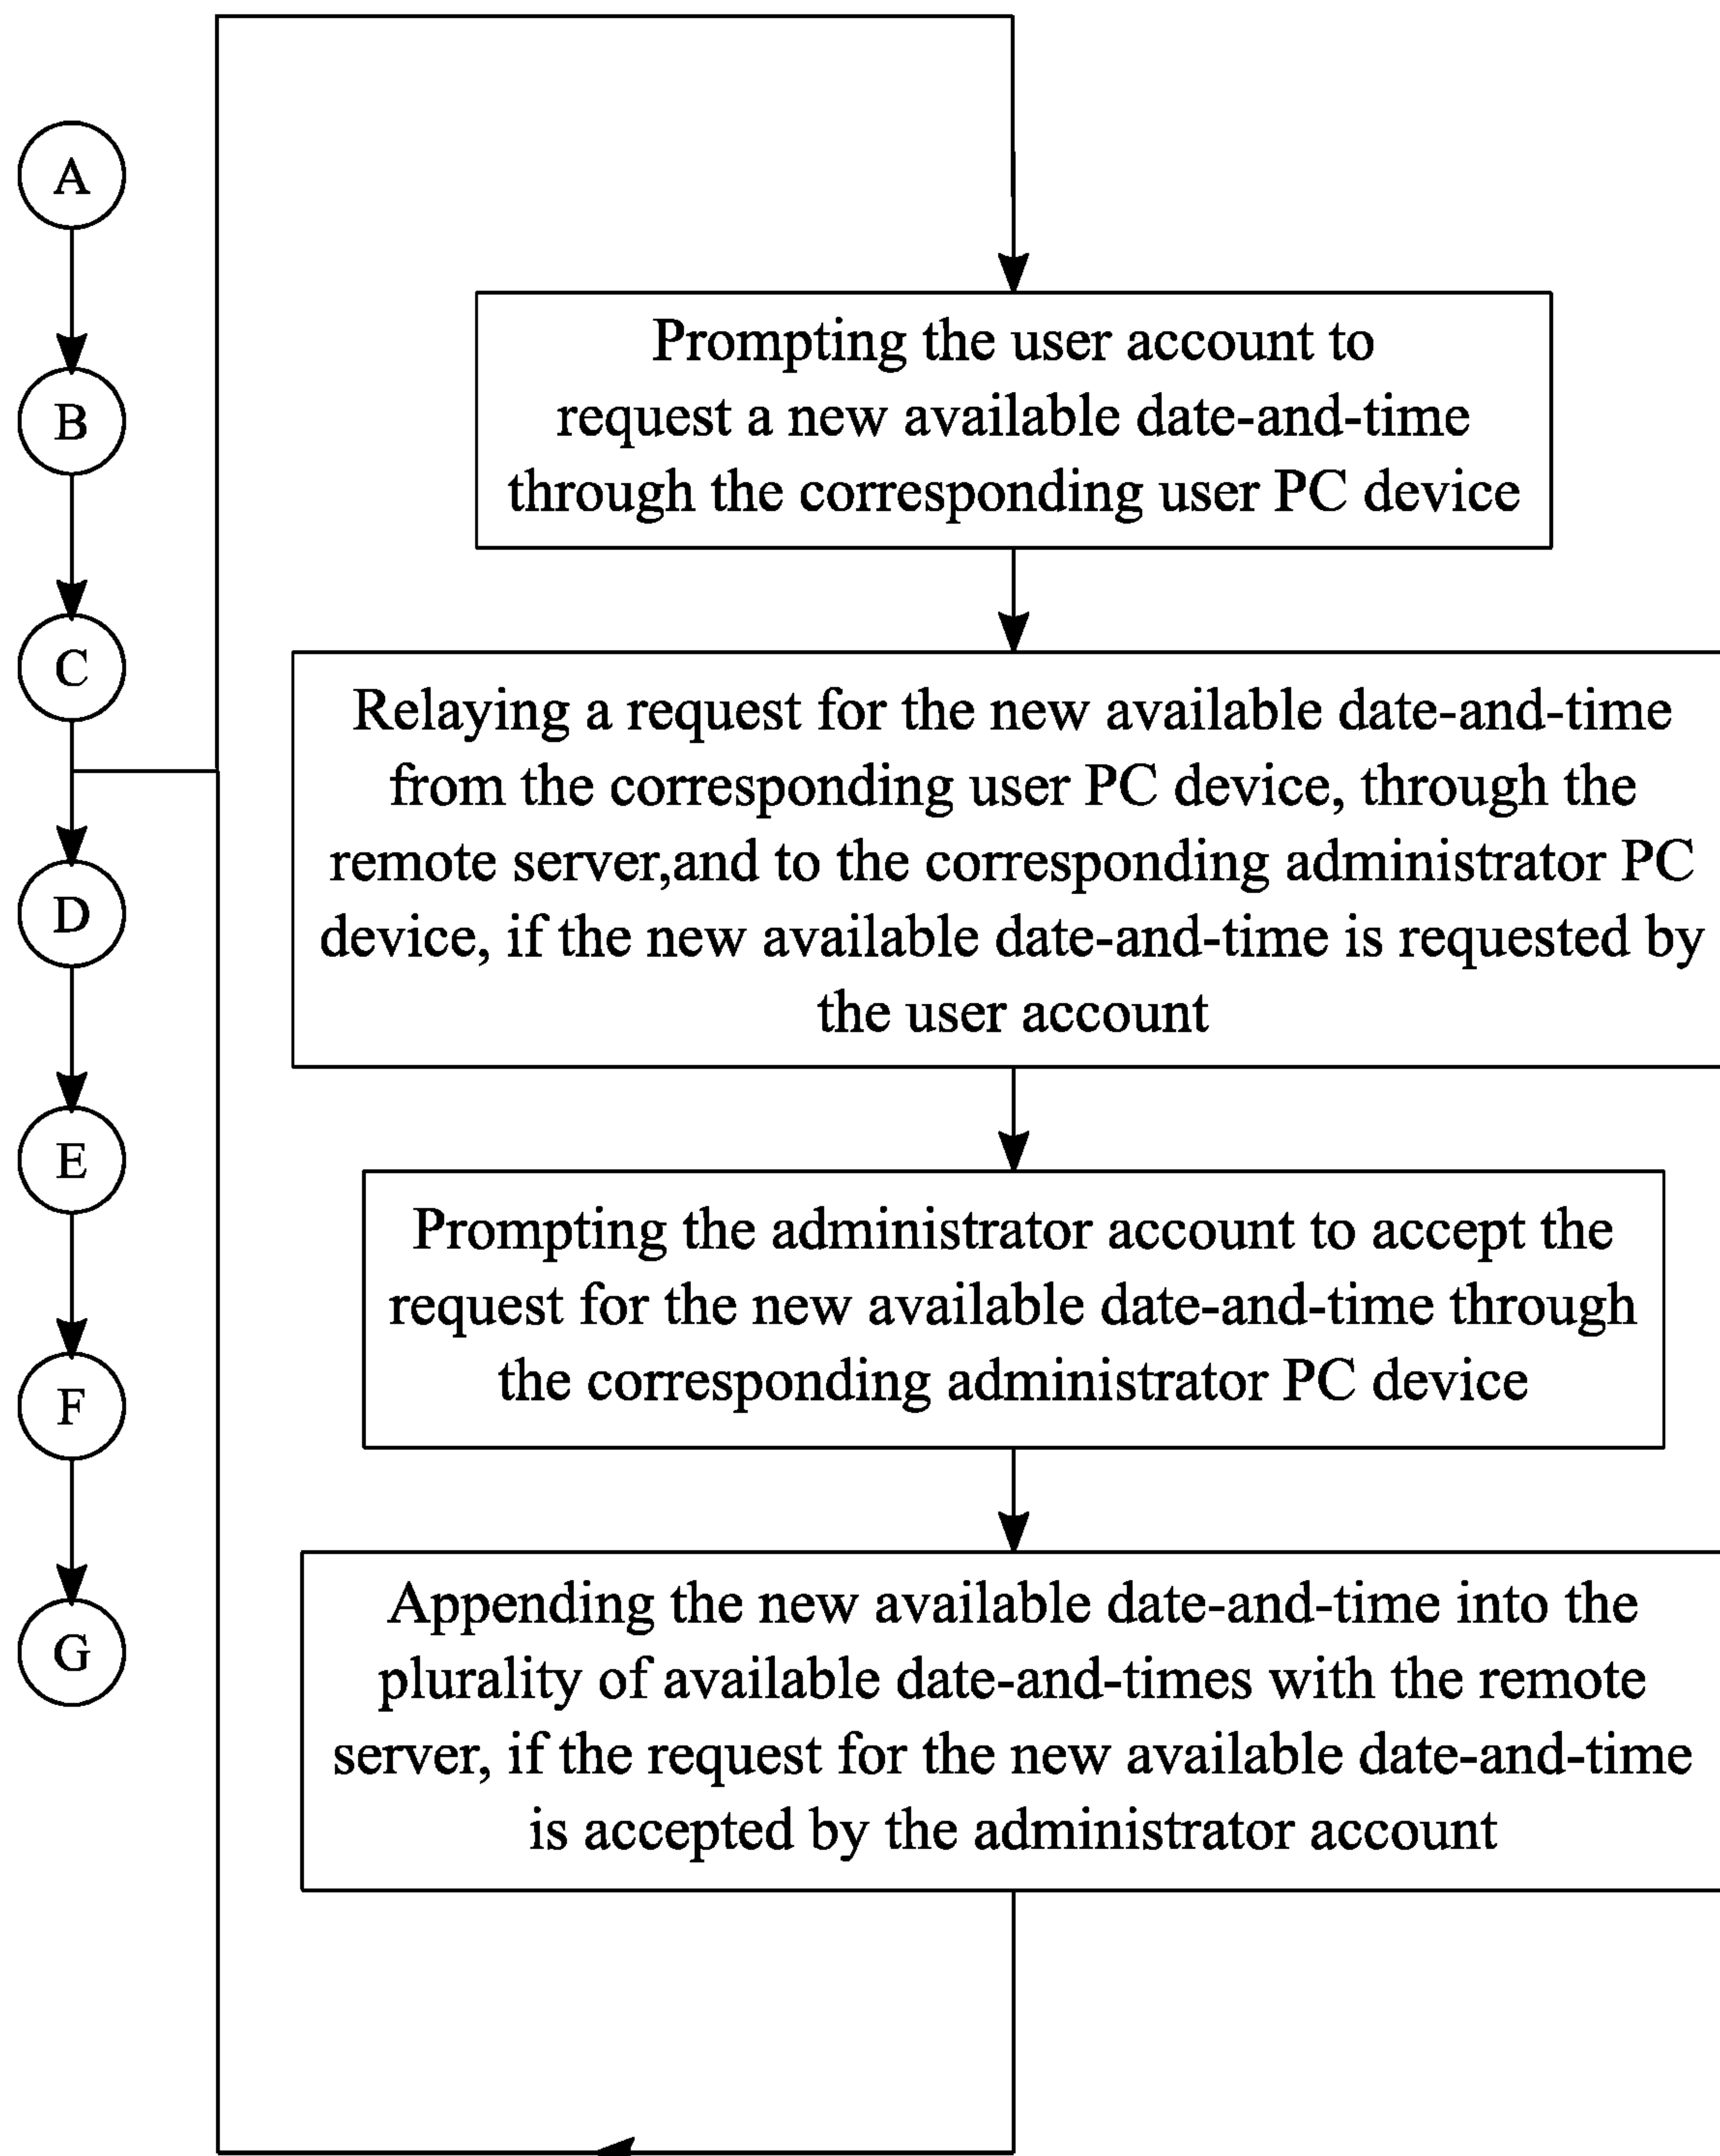 A
B
C
D
E
F
G
Prompting the user account to
request a new available date-and-time
through the corresponding user PC device
Relaying a request for the new available date-and-time
from the corresponding user PC device, through the
remote server,and to the corresponding administrator PC
device, if the new available date-and-time is requested by
the user account
Prompting the administrator account to accept the
request for the new available date-and-time through
the corresponding administrator PC device
Appending the new available date-and-time into the
plurality of available date-and-times with the remote
server, if the request for the new available date-and-time
is accepted by the administrator account